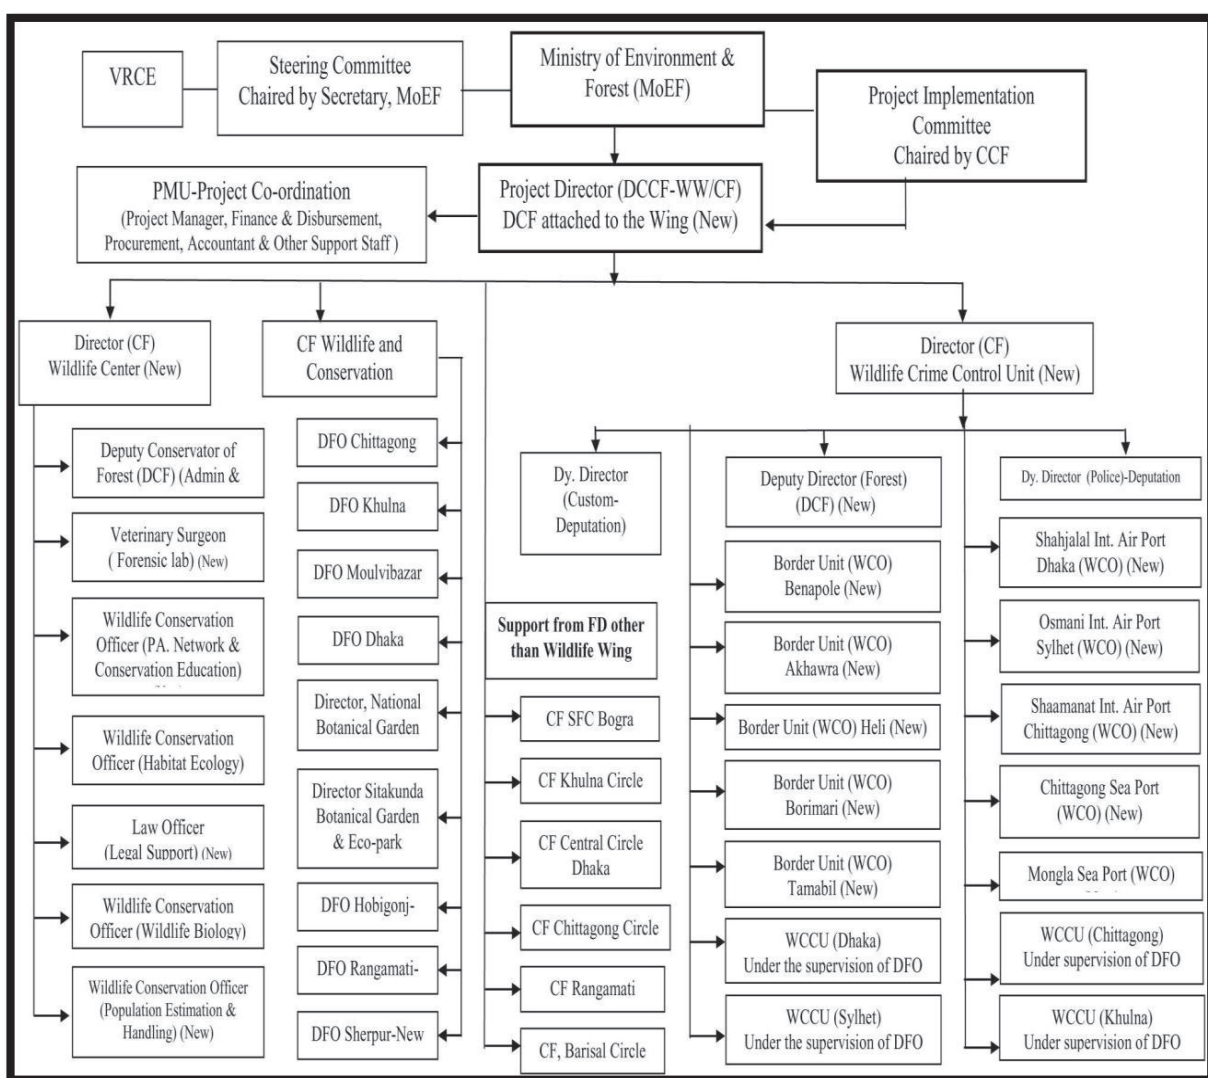 VRCE
Steering Committee
Chaired by Secretary, MoEF
Ministry of Environment &
Forest (MoEF)
Project Implementation
Committee
Chaired by CCF
PMU-Project Co-ordination
(Project Manager, Finance & Disbursement,
Procurement, Accountant & Other Support Staff )
Project Director (DCCF-WW/CF)
DCF attached to the Wing (New)
Director (CF)
Wildlife Center (New)
CF Wildlife and
Conservation
Director (CF)
Wildlife Crime Control Unit (New)
Deputy Conservator of
Forest (DCF) (Admin &
Veterinary Surgeon
( Forensic lab) (New)
Wildlife Conservation
Officer (PA. Network &
Conservation Education)
Wildlife Conservation
Officer (Habitat Ecology)
Law Officer
(Legal Support) (New)
Wildlife Conservation
Officer (Wildlife Biology)
Wildlife Conservation Officer
(Population Estimation &
Handling) (New)
DFO Chittagong
DFO Khulna
DFO Moulvibazar
DFO Dhaka
Director, National
Botanical Garden
Director Sitakunda
Botanical Garden
& Eco-park
DFO Hobigonj-
DFO Rangamati-
DFO Sherpur-New
Support from FD other
than Wildlife Wing
CF SFC Bogra
CF Khulna Circle
CF Central Circle
Dhaka
CF Chittagong Circle
CF Rangamati
CF, Barisal Circle
Dy. Director
(Custom-
Deputation)
Deputy Director (Forest)
(DCF) (New)
Border Unit (WCO)
Benapole (New)
Border Unit (WCO)
Akhawra (New)
Border Unit (WCO) Heli (New)
Border Unit (WCO)
Borimari (New)
Border Unit (WCO)
Tamabil (New)
WCCU (Dhaka)
Under the supervision of DFO
WCCU (Sylhet)
Under the supervision of DFO
Dy. Director (Police)-Deputation
Shahjalal Int. Air Port
Dhaka (WCO) (New)
Osmani Int. Air Port
Sylhet (WCO) (New)
Shaamanat Int. Air Port
Chittagong (WCO) (New)
Chittagong Sea Port
(WCO) (New)
Mongla Sea Port (WCO)
WCCU (Chittagong)
Under supervision of DFO
WCCU (Khulna)
Under supervision of DFO